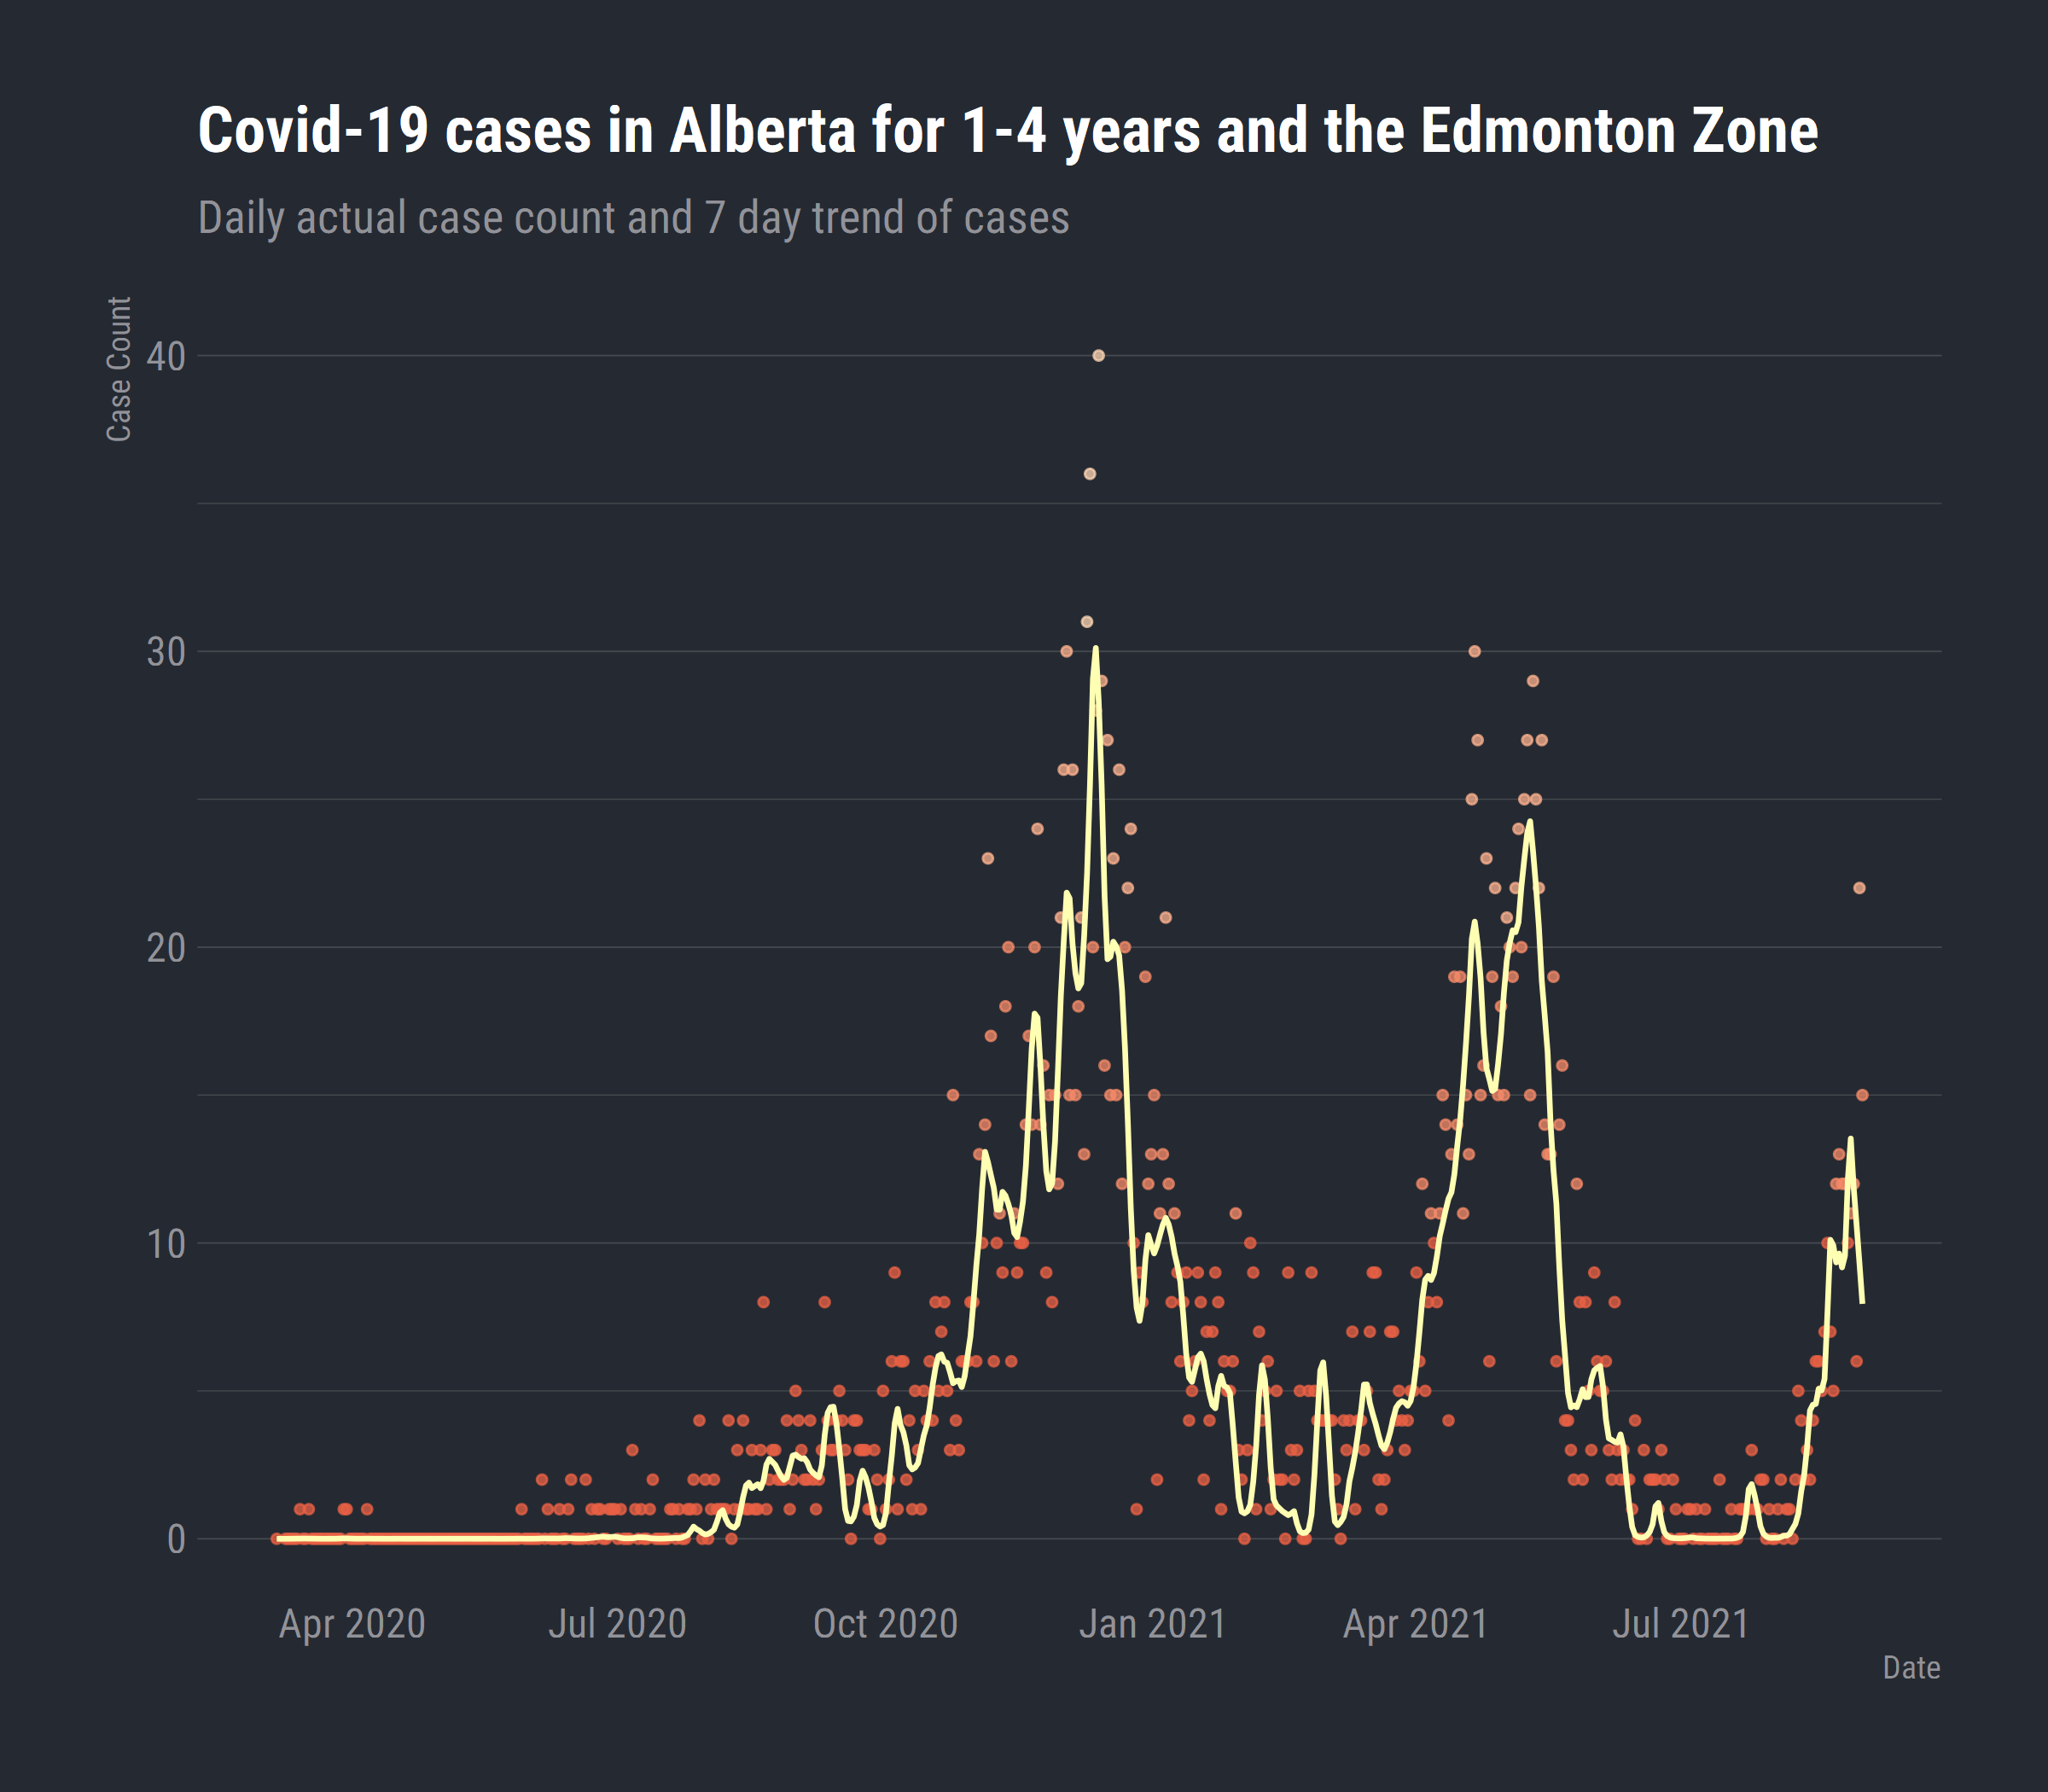 Covid-19 cases in Alberta for 1-4 years and the Edmonton Zone
Daily actual case count and 7 day trend of cases
Case Count
40
30
20
10
0
Apr 2020
Jul 2020
Oct 2020
Jan 2021
Apr 2021
Jul 2021
Date